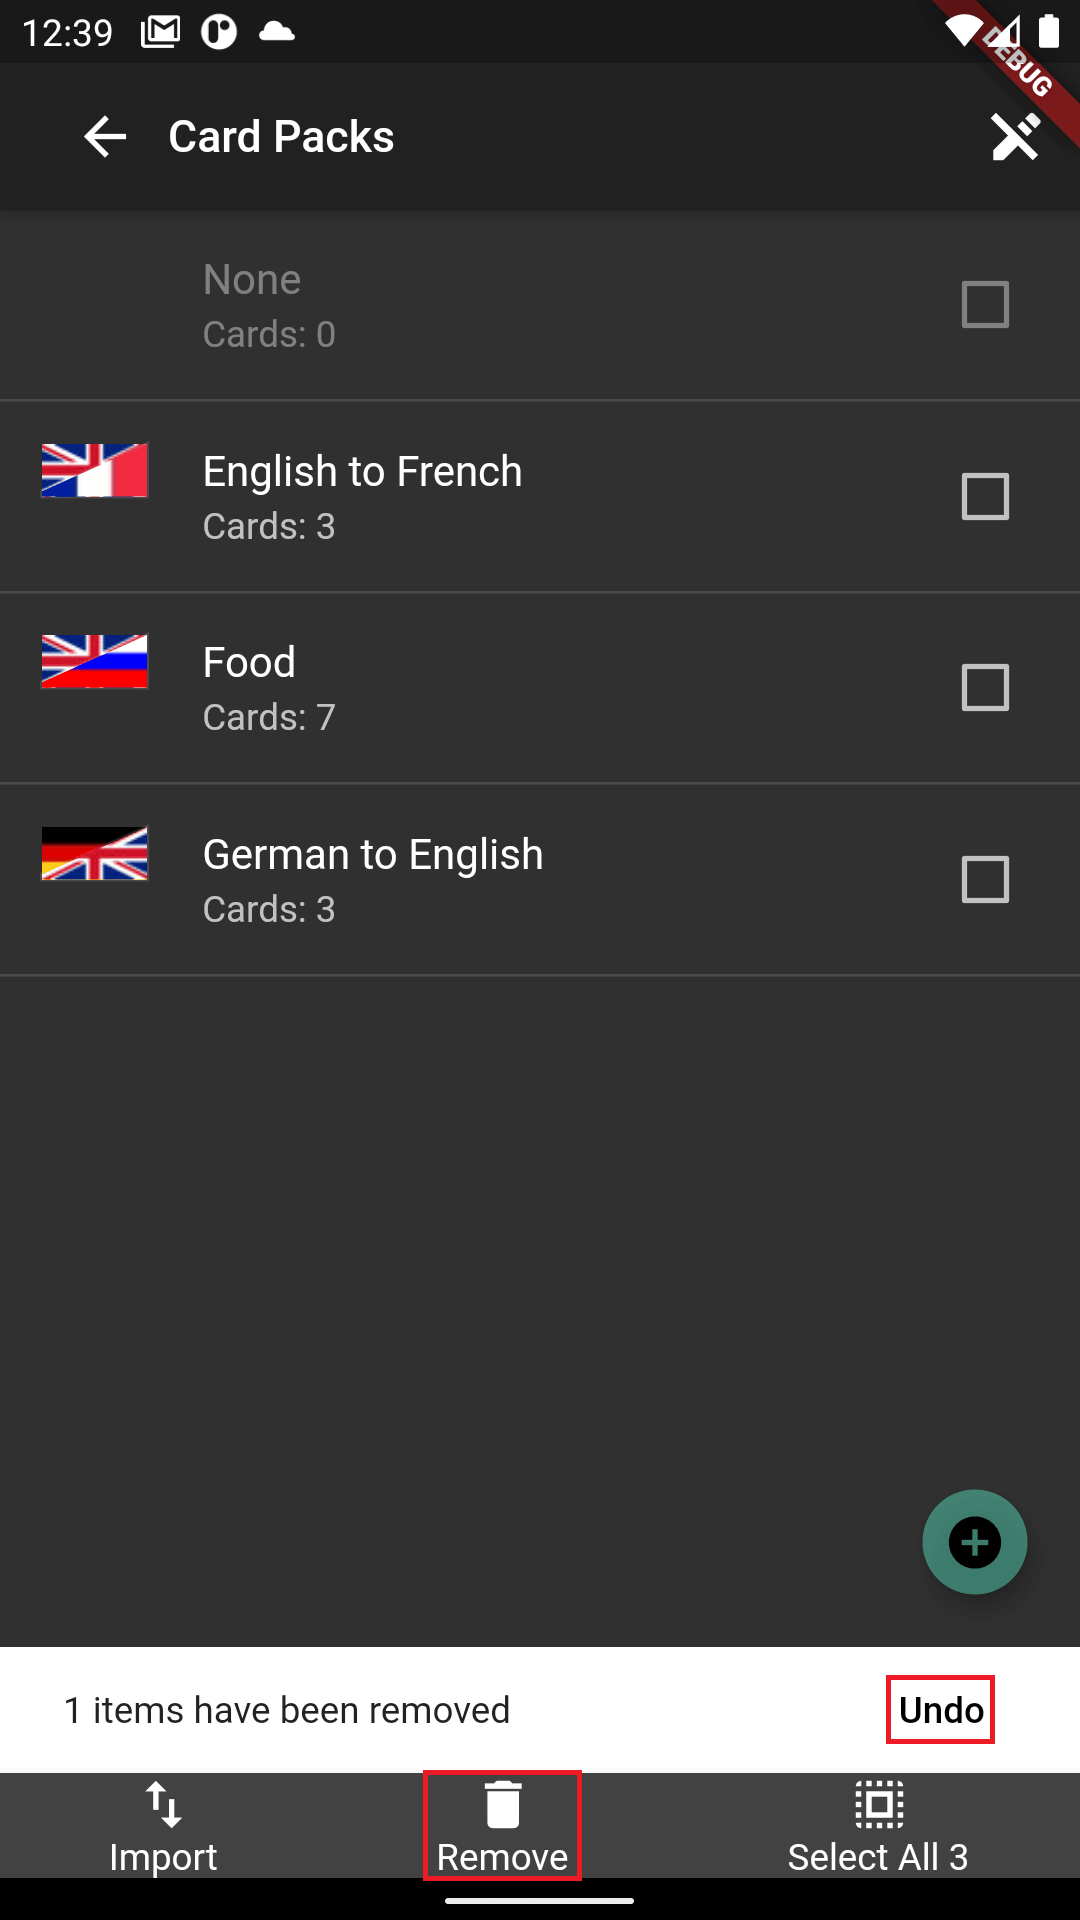 12:39
DEBUG
Card Packs
None
Cards: 0
English to French
Cards: 3
Food
Cards: 7
German to English
Cards: 3
1 items have been removed
Undo
Import
Remove
Select All 3